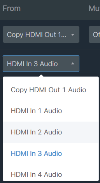 From
Mu
Copy HDMI Out 1...
Of
HDMI In 3 Audio
Copy HDMI Out 1 Audio
HDMI In 1 Audio
HDMI In 2 Audio
HDMI In 3 Audio
HDMI In 4 Audio